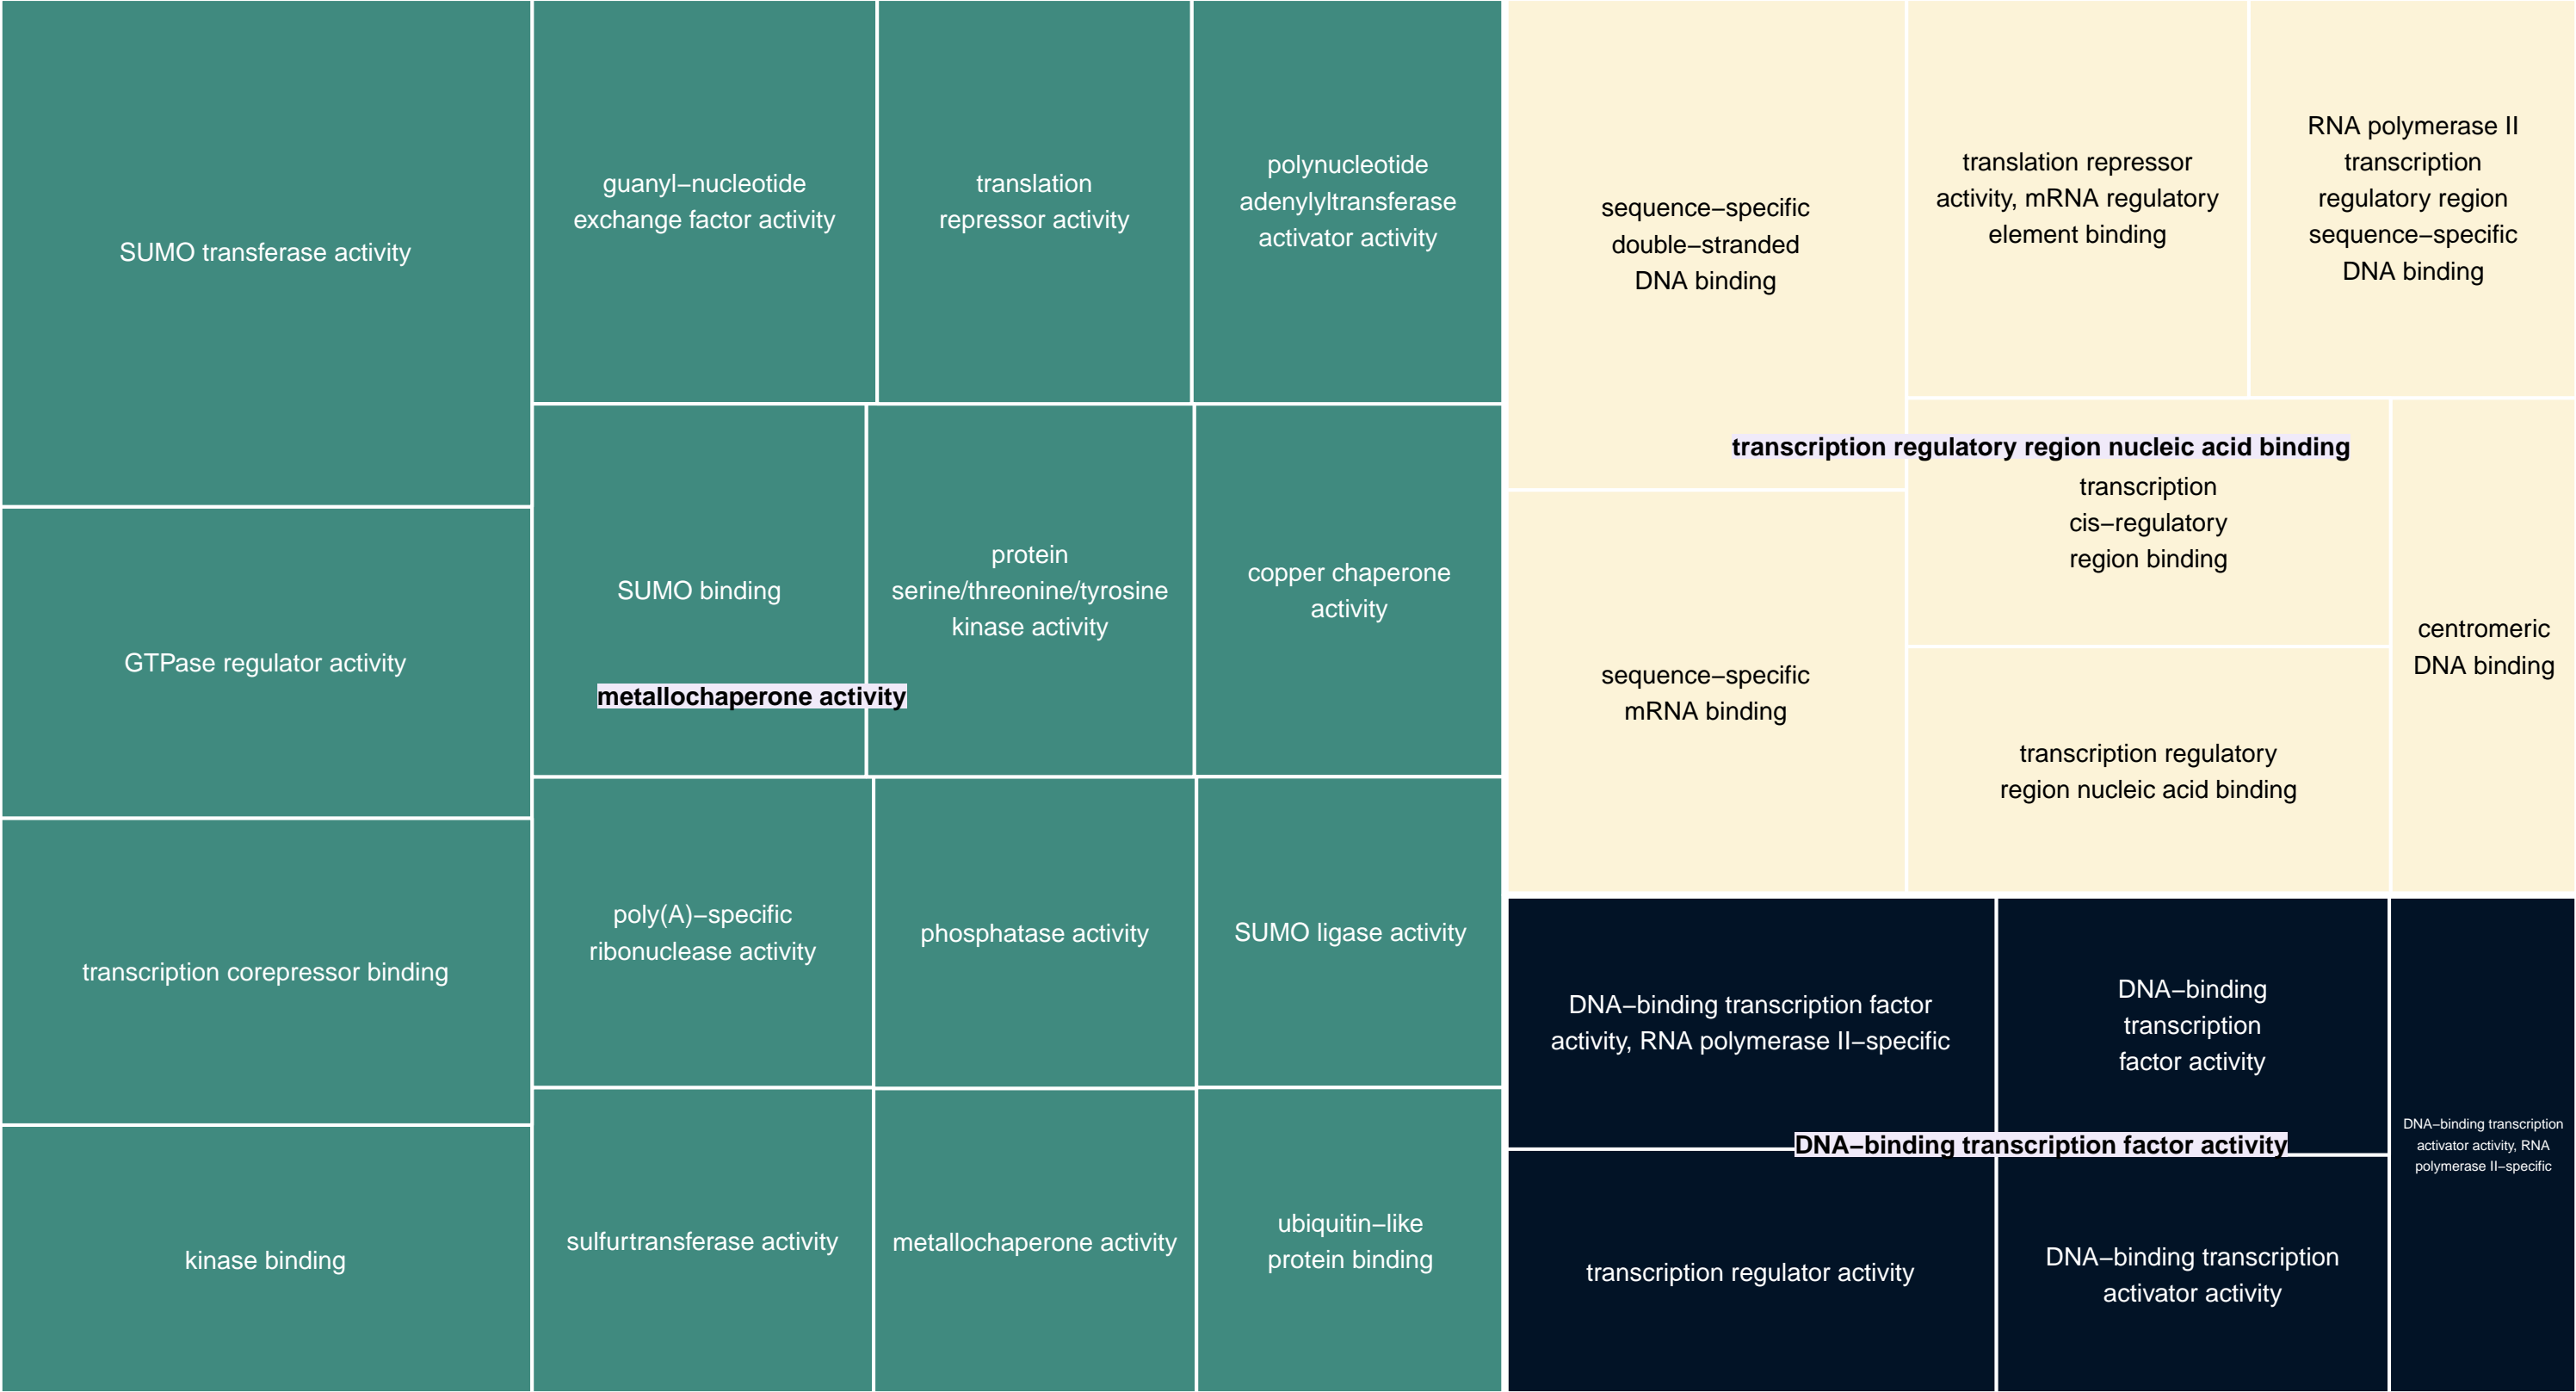 SUMO transferase activity
GTPase regulator activity
transcription corepressor binding
kinase binding
guanyl−nucleotide
exchange factor activity
translation
repressor activity
polynucleotide
adenylyltransferase
activator activity
SUMO binding
protein
serine/threonine/tyrosine
kinase activity
copper chaperone
activity
metallochaperone activity
poly(A)−specific
ribonuclease activity
phosphatase activity
SUMO ligase activity
sulfurtransferase activity
metallochaperone activity
ubiquitin−like
protein binding
sequence−specific
double−stranded
DNA binding
translation repressor
activity, mRNA regulatory
element binding
RNA polymerase II
transcription
regulatory region
sequence−specific
DNA binding
transcription regulatory region nucleic acid binding
transcription
cis−regulatory
region binding
sequence−specific
mRNA binding
transcription regulatory
region nucleic acid binding
centromeric
DNA binding
DNA−binding transcription factor
activity, RNA polymerase II−specific
DNA−binding
transcription
factor activity
DNA−binding transcription factor activity
DNA−binding transcription
activator activity, RNA
polymerase II−specific
transcription regulator activity
DNA−binding transcription
activator activity